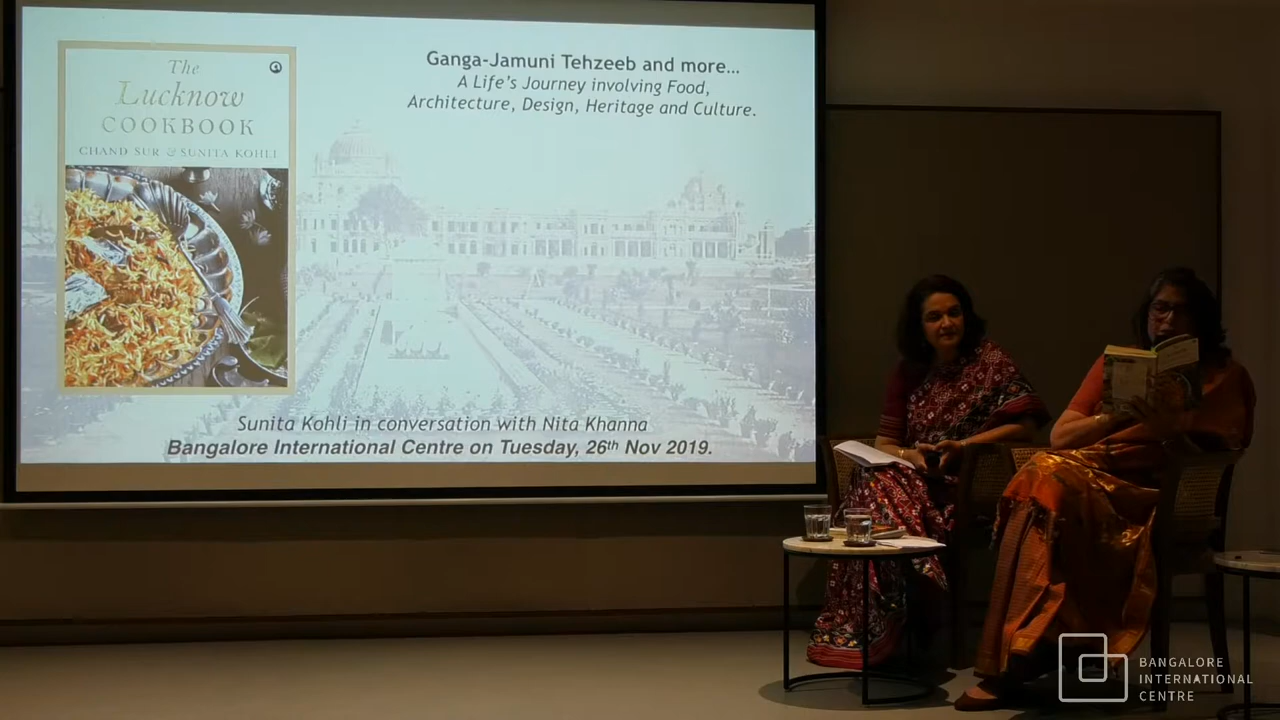 The
Lucknow
COOKBOOK
CHAND SUR & SUNITA KOHLI
Ganga-Jamuni Tehzeeb and more...
A Life's Journey involving Food,
Architecture, Design, Heritage and Culture.
Sunita Kohli in conversation with Nita Khanna
Bangalore International Centre on Tuesday, 26th Nov 2019.
BANGALORE
INTERNATIONAL
CENTRE